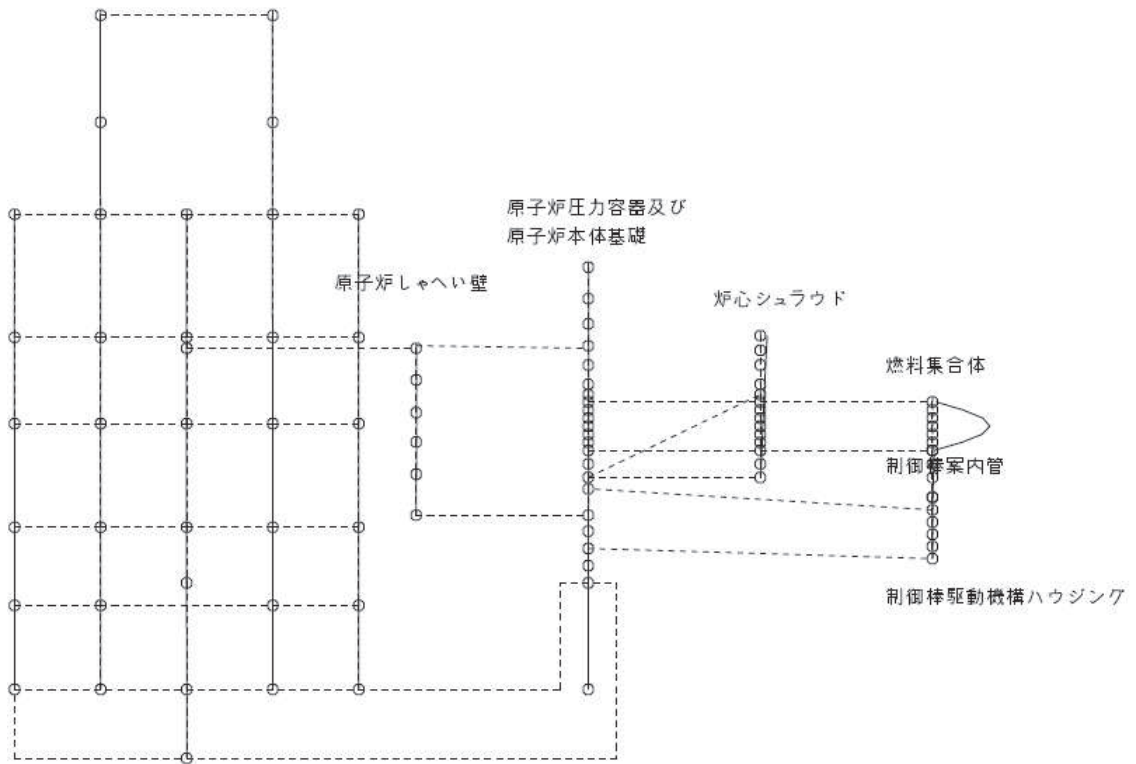 原子炉圧力容器及び
原子炉本体基礎
原子炉しゃへい壁
炉心シュラウド
燃料集合体
制御棒案内管
制御棒駆動機構ハウジング